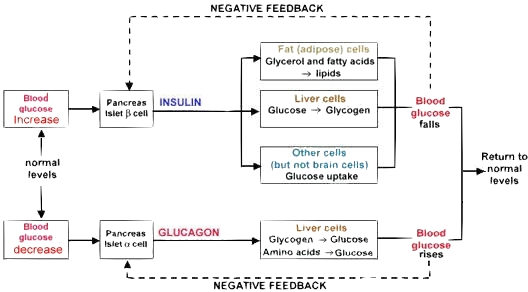 NEGATIVE FEEDBACK
Fat (adipose) cells
Glycerol and fatty acids
→ lipids
Blood
glucose
Increase
Pancreas
Islet β cell
INSULIN
Liver cells
Glucose → Glycogen
Blood
glucose
falls
Other cells
(but not brain cells)
Glucose uptake
normal
levels
Return to
normal
levels
Blood
glucose
decrease
Pancreas
Islet α cell
GLUCAGON
Liver cells
Glycogen → Glucose
Amino acids → Glucose
Blood
glucose
rises
NEGATIVE FEEDBACK